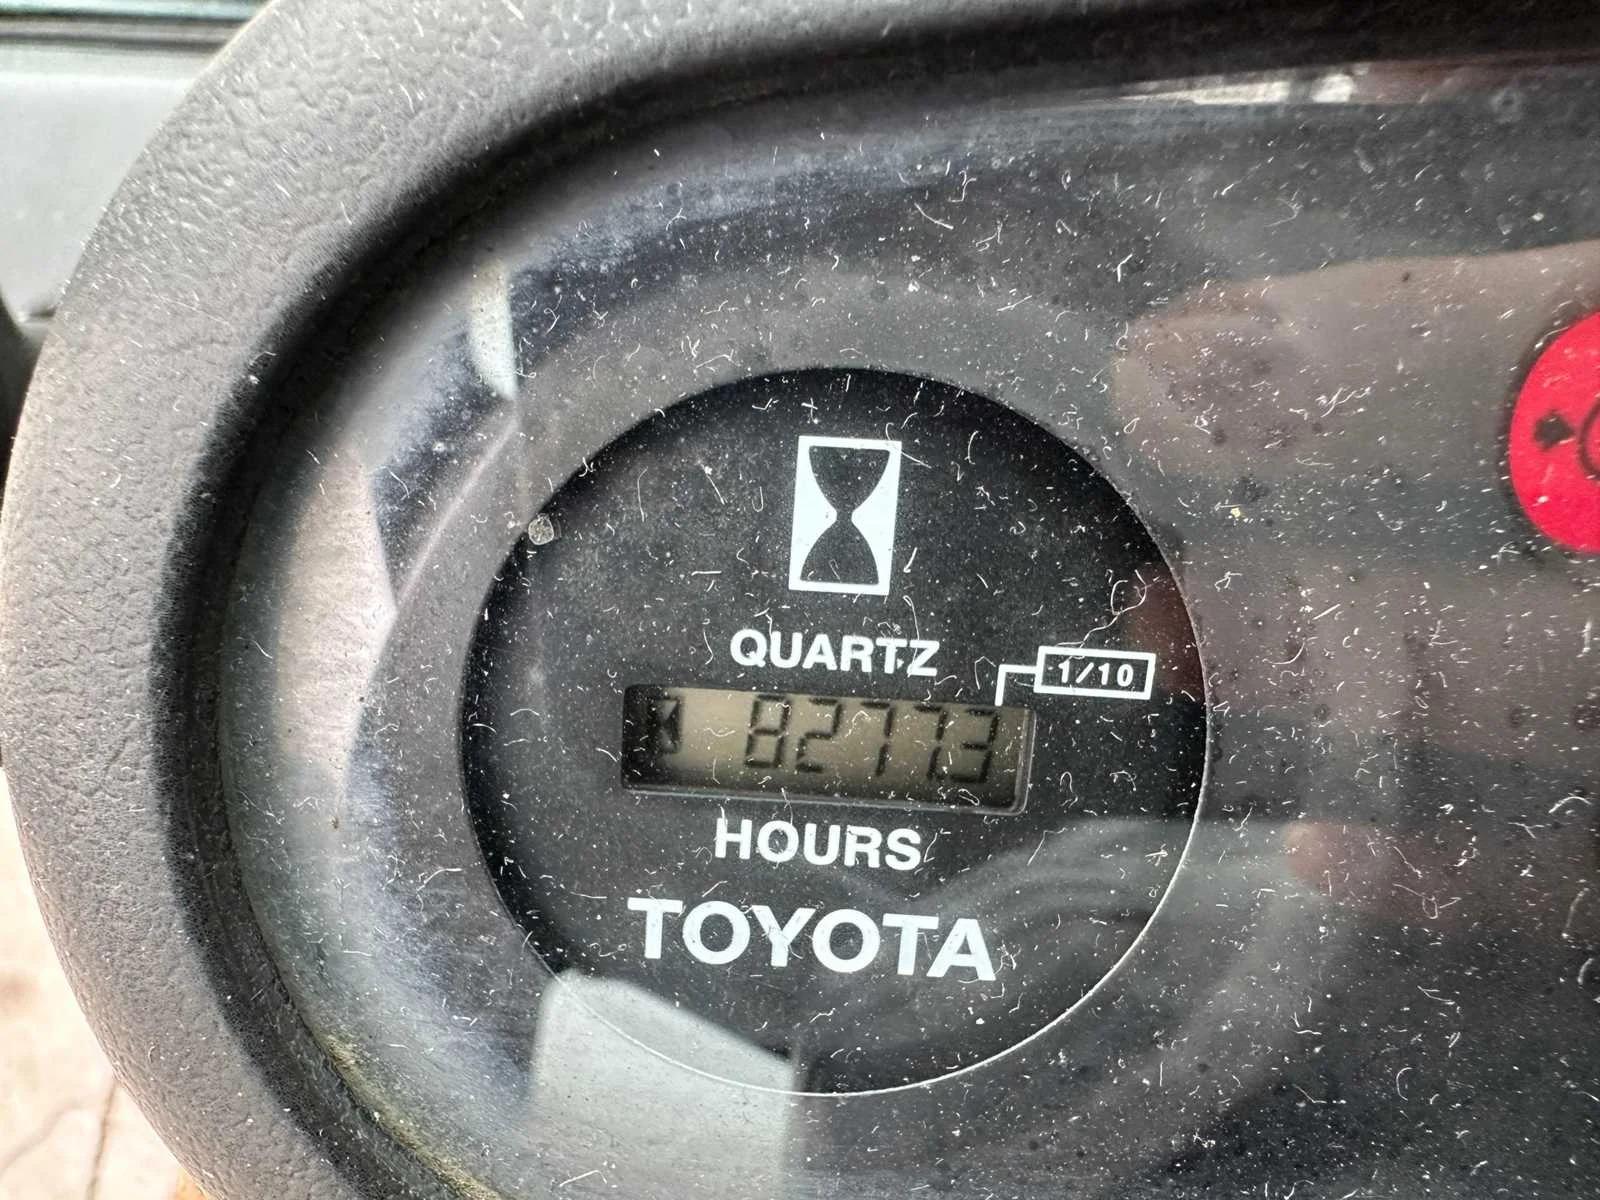 QUARTZ
1/10
8277.3
HOURS
TOYOTA